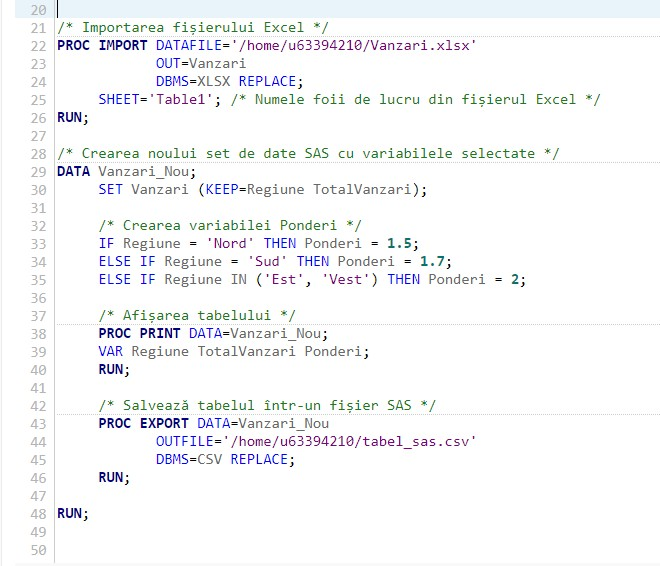 20
21 /* Importarea fișierului Excel */
22 PROC IMPORT DATAFILE='/home/u63394210/Vanzari.xlsx'
23 OUT=Vanzari
24 DBMS=XLSX REPLACE;
25 SHEET='Table1'; /* Numele foii de lucru din fișierul Excel */
26 RUN;
27
28 /* Crearea noului set de date SAS cu variabilele selectate */
29 DATA Vanzari_Nou;
30 SET Vanzari (KEEP=Regiune TotalVanzari);
31
32 /* Crearea variabilei Ponderi */
33 IF Regiune = 'Nord' THEN Ponderi = 1.5;
34 ELSE IF Regiune = 'Sud' THEN Ponderi = 1.7;
35 ELSE IF Regiune IN ('Est', 'Vest') THEN Ponderi = 2;
36
37 /* Afișarea tabelului */
38 PROC PRINT DATA=Vanzari_Nou;
39 VAR Regiune TotalVanzari Ponderi;
40 RUN;
41
42 /* Salvează tabelul într-un fișier SAS */
43 PROC EXPORT DATA=Vanzari_Nou
44 OUTFILE='/home/u63394210/tabel_sas.csv'
45 DBMS=CSV REPLACE;
46 RUN;
47
48 RUN;
49
50